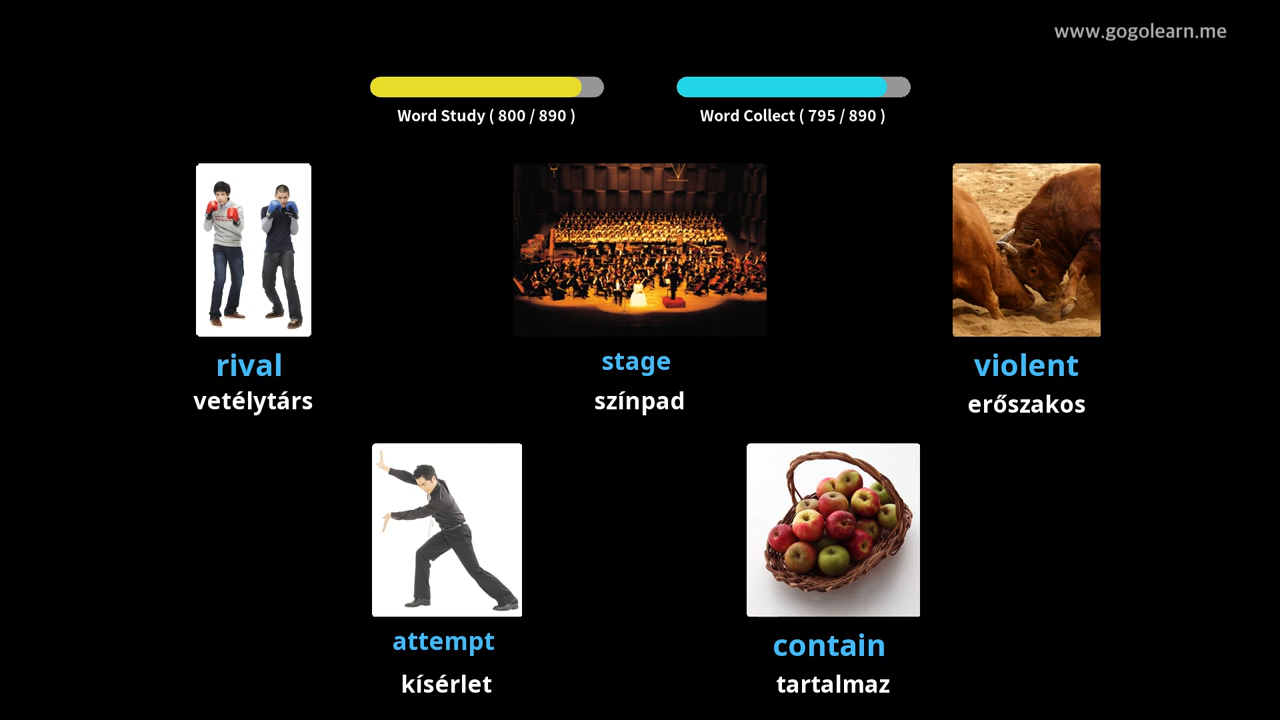 www.gogolearn.me
Word Study ( 800 / 890 )
Word Collect ( 795 / 890 )
rival
vetélytárs
stage
színpad
violent
erőszakos
attempt
kísérlet
contain
tartalmaz